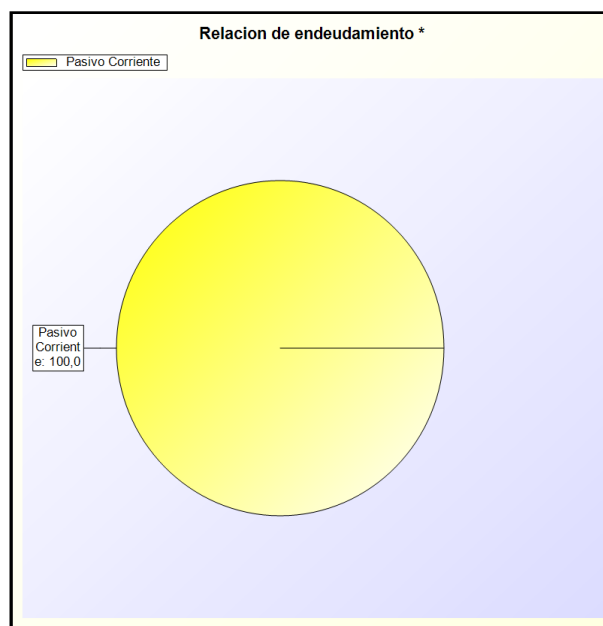 Relacion de endeudamiento *
Pasivo Corriente
Pasivo
Corrient
e: 100,0